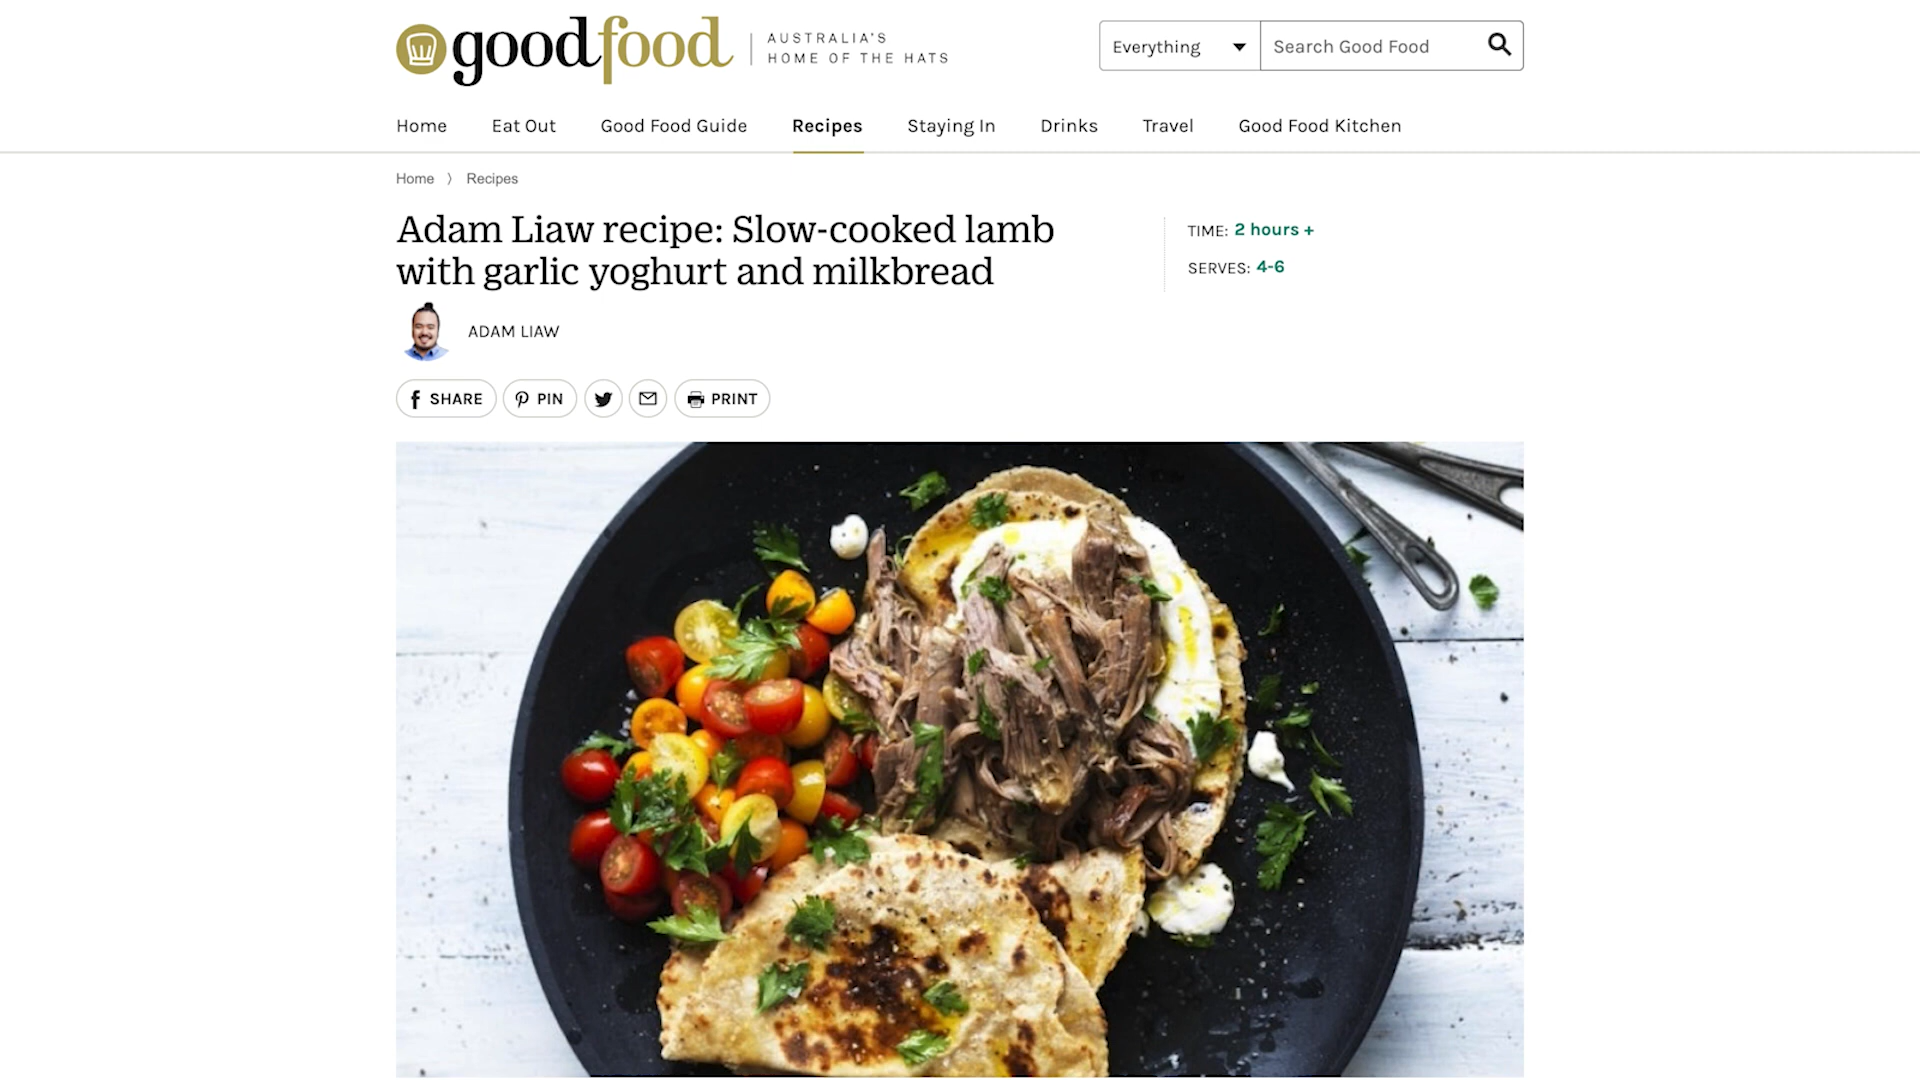 goodfood
AUSTRALIA'S
HOME OF THE HATS
Everything
Search Good Food
Home
Eat Out
Good Food Guide
Recipes
Staying In
Drinks
Travel
Good Food Kitchen
Home 〉 Recipes
Adam Liaw recipe: Slow-cooked lamb
with garlic yoghurt and milkbread
TIME: 2 hours +
SERVES: 4-6
ADAM LIAW
SHARE
PIN
PRINT